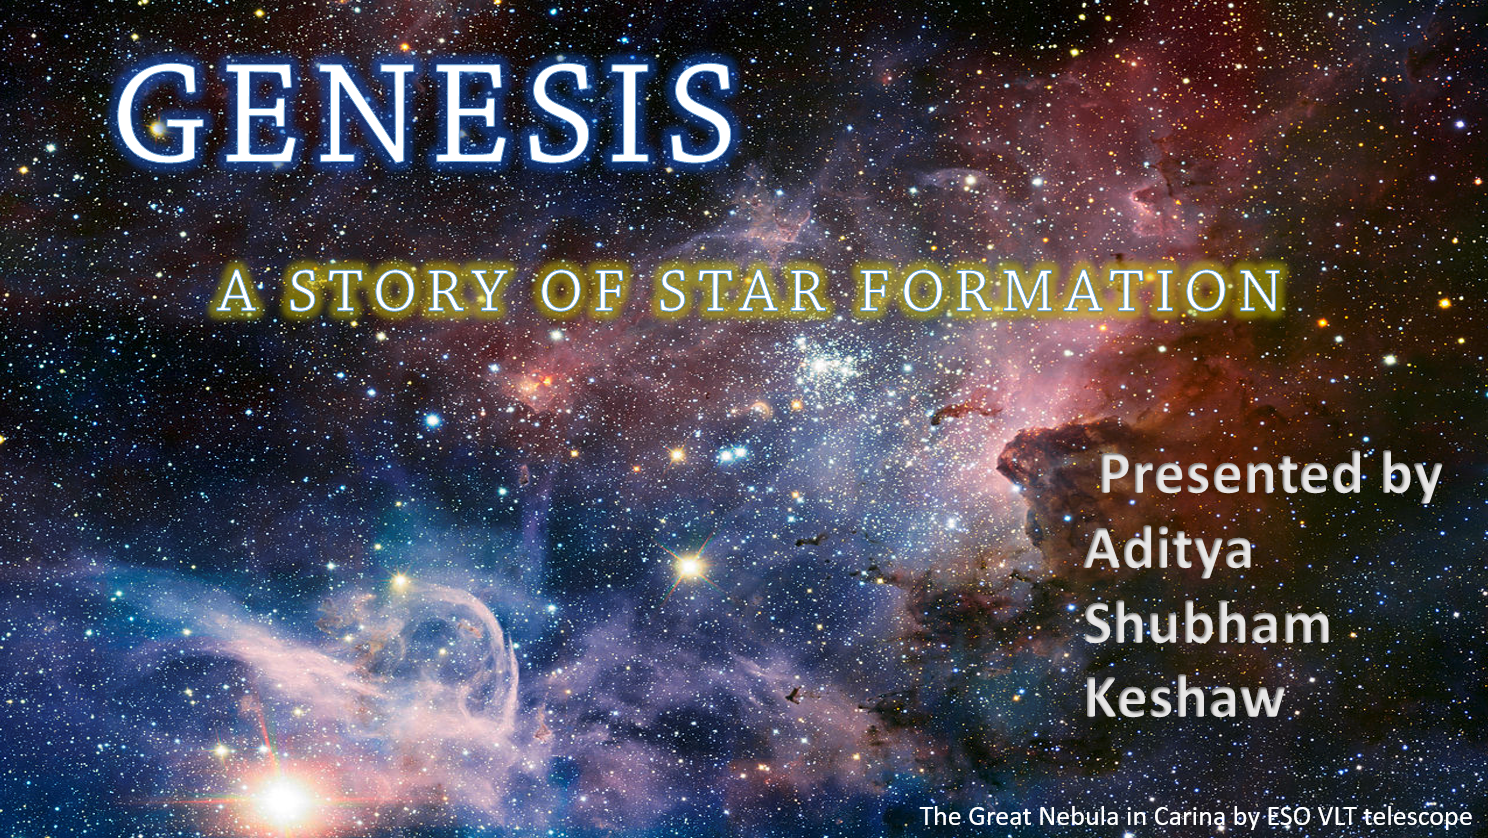 GENESIS
A STORY OF STAR FORMATION
Presented by
Aditya
Shubham
Keshaw
The Great Nebula in Carina by ESO VLT telescope